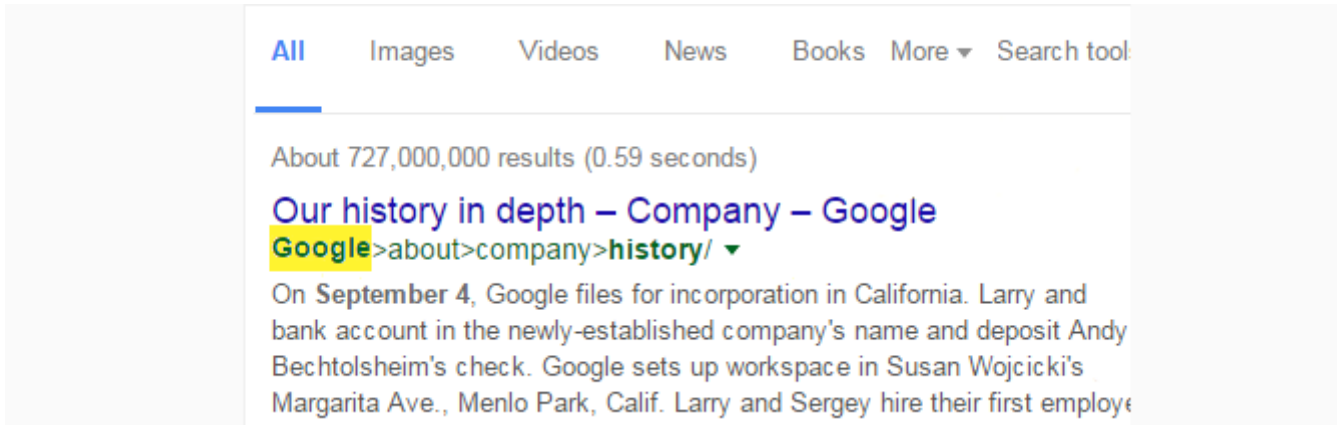 All Images Videos News Books More Search tool
About 727,000,000 results (0.59 seconds)
Our history in depth – Company – Google
Google>about>company>history/
On September 4, Google files for incorporation in California. Larry and
bank account in the newly-established company's name and deposit Andy
Bechtolsheim's check. Google sets up workspace in Susan Wojcicki's
Margarita Ave., Menlo Park, Calif. Larry and Sergey hire their first employe